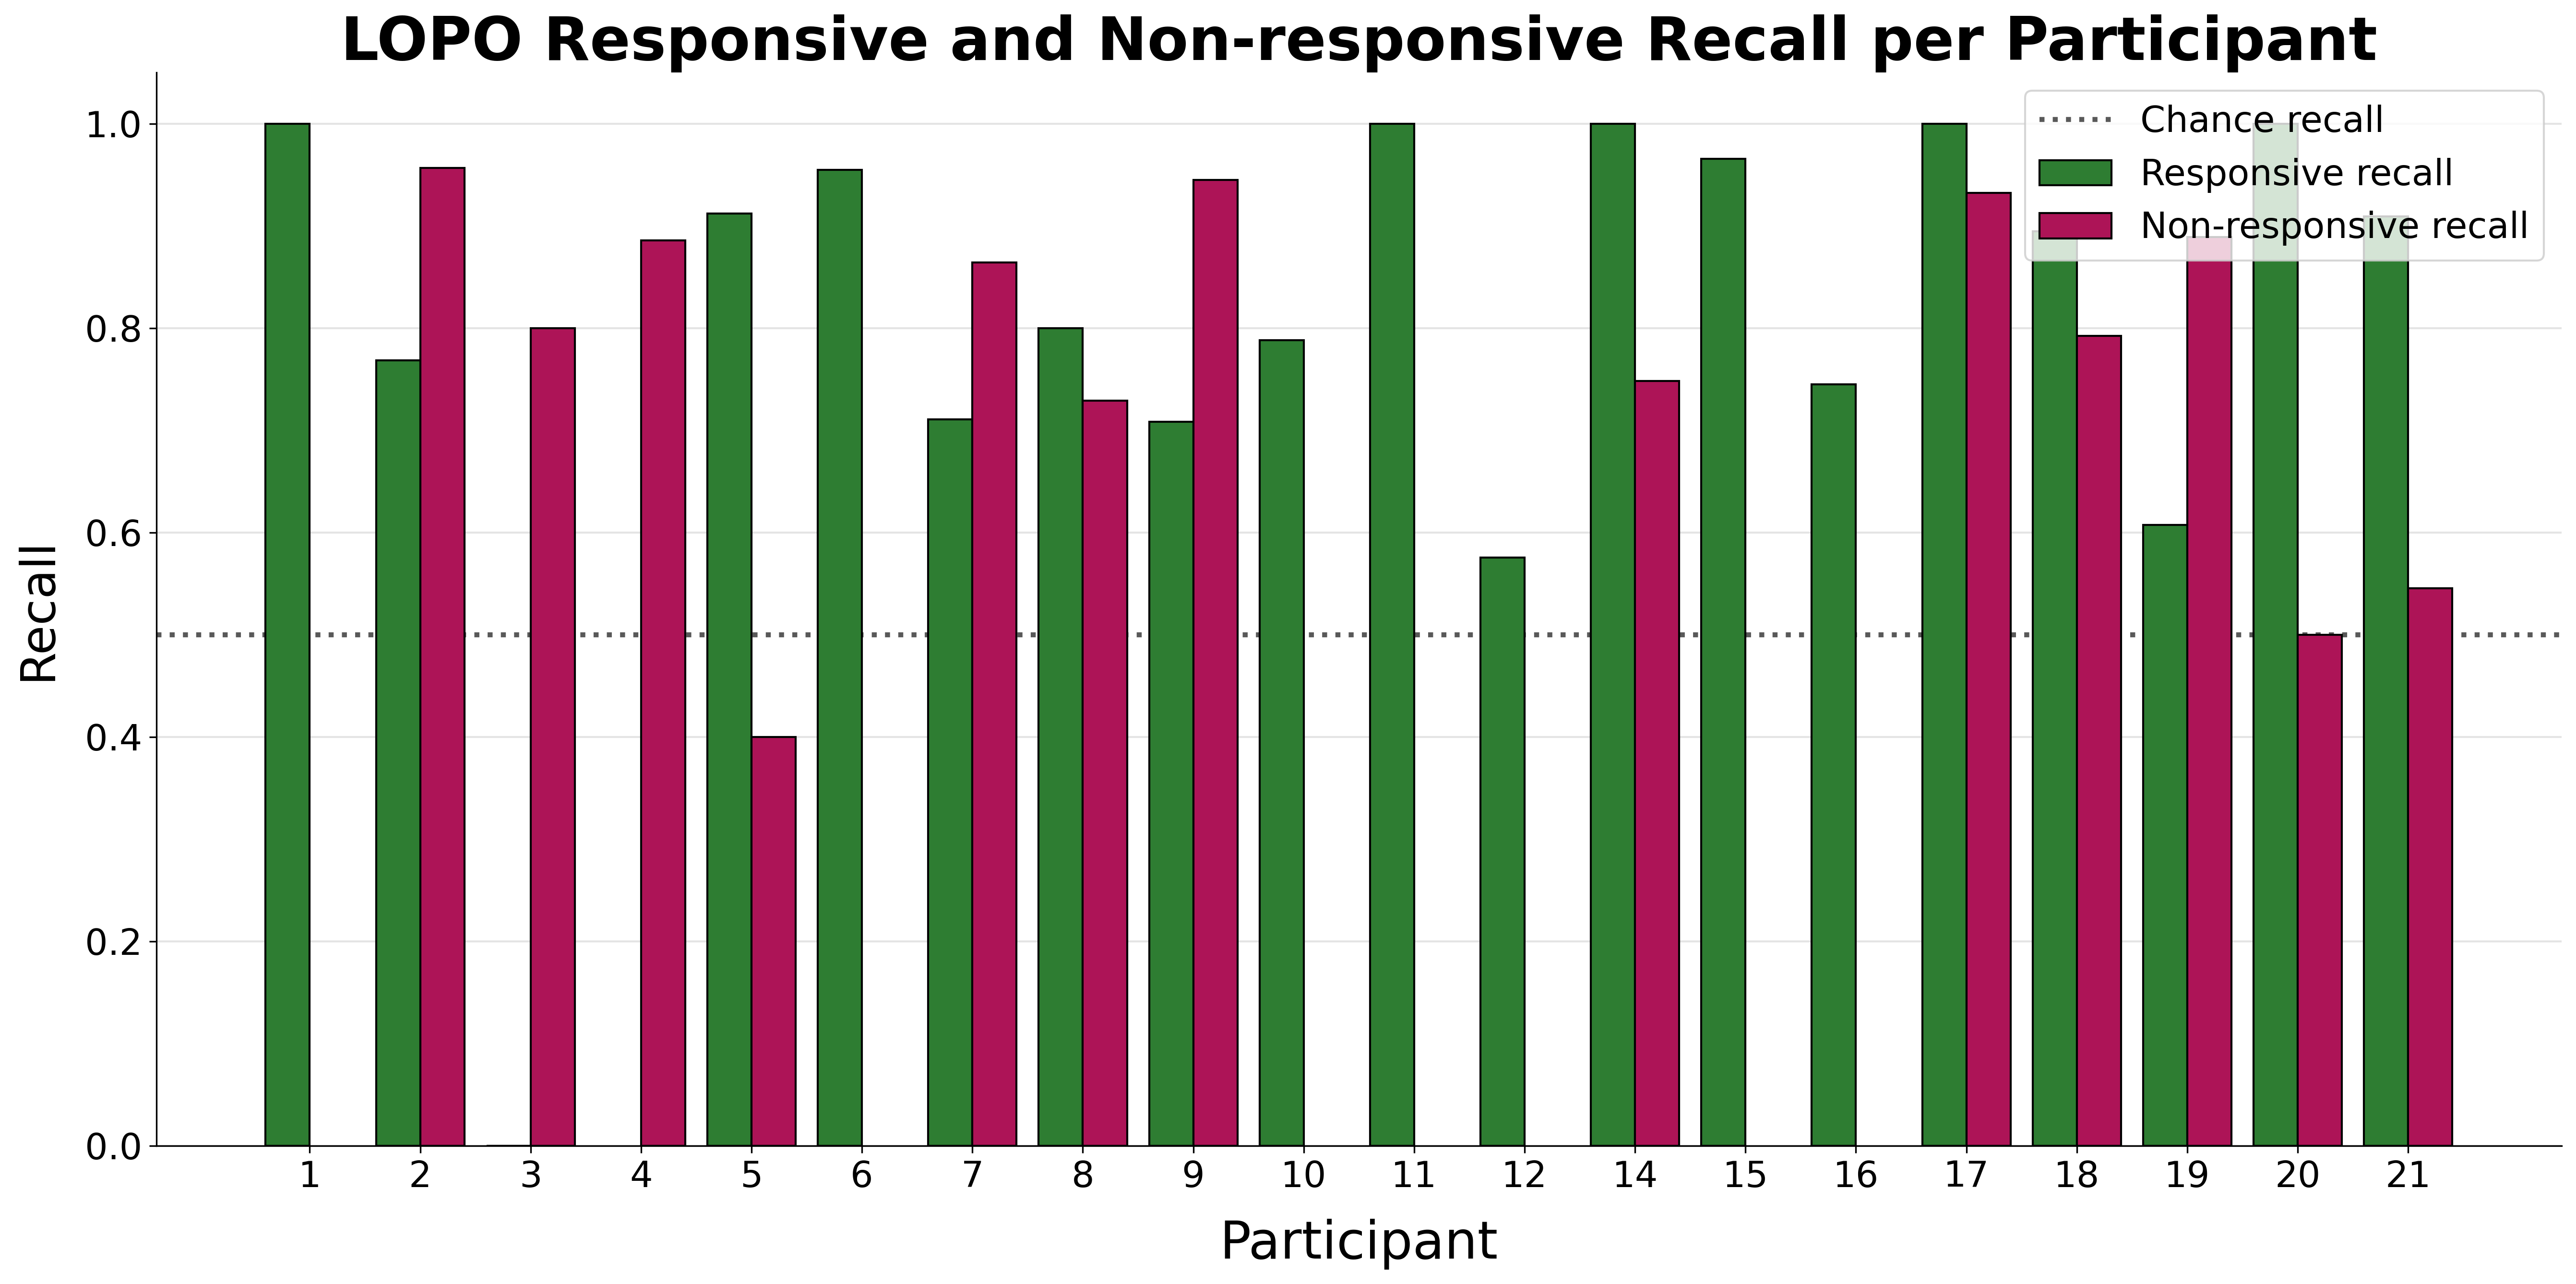 LOPO Responsive and Non-responsive Recall per Participant
Chance recall
Responsive recall
Non-responsive recall
1.0
0.8
0.6
0.4
0.2
0.0
Recall
1 2 3 4 5 6 7 8 9 10 11 12 14 15 16 17 18 19 20 21
Participant